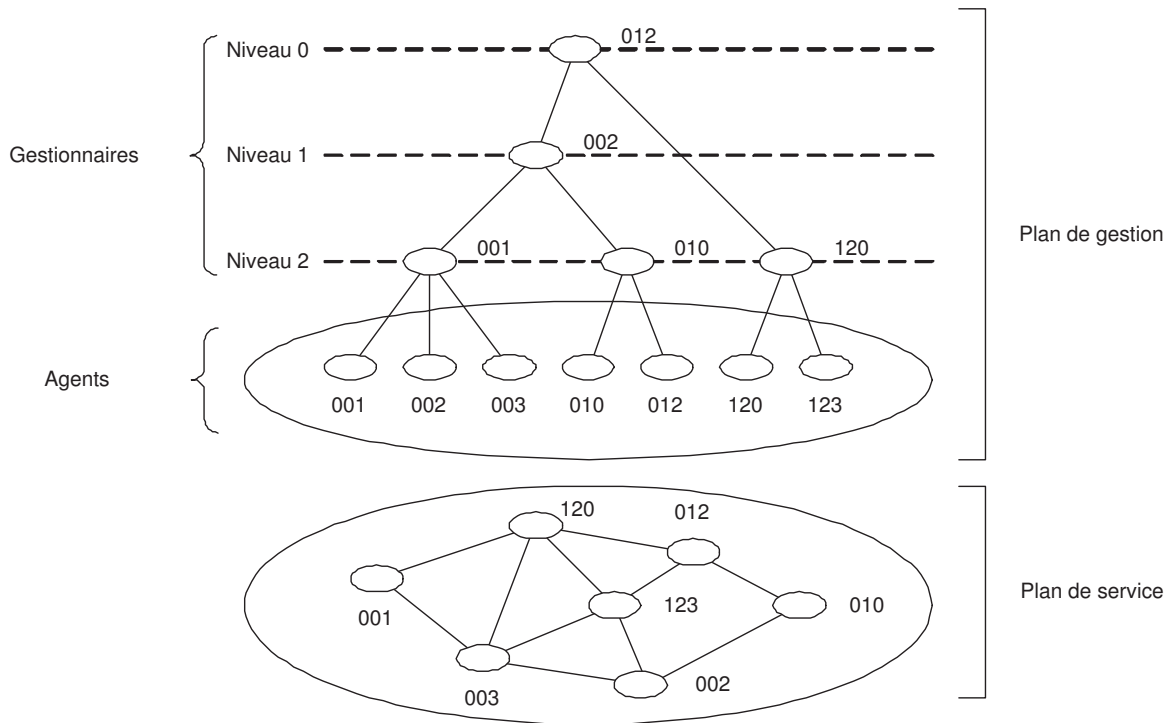 012
Niveau 0
002
Gestionnaires
Niveau 1
Plan de gestion
001
010
120
Niveau 2
Agents
001 002 003 010 012 120 123
120
012
001
123
010
Plan de service
003
002